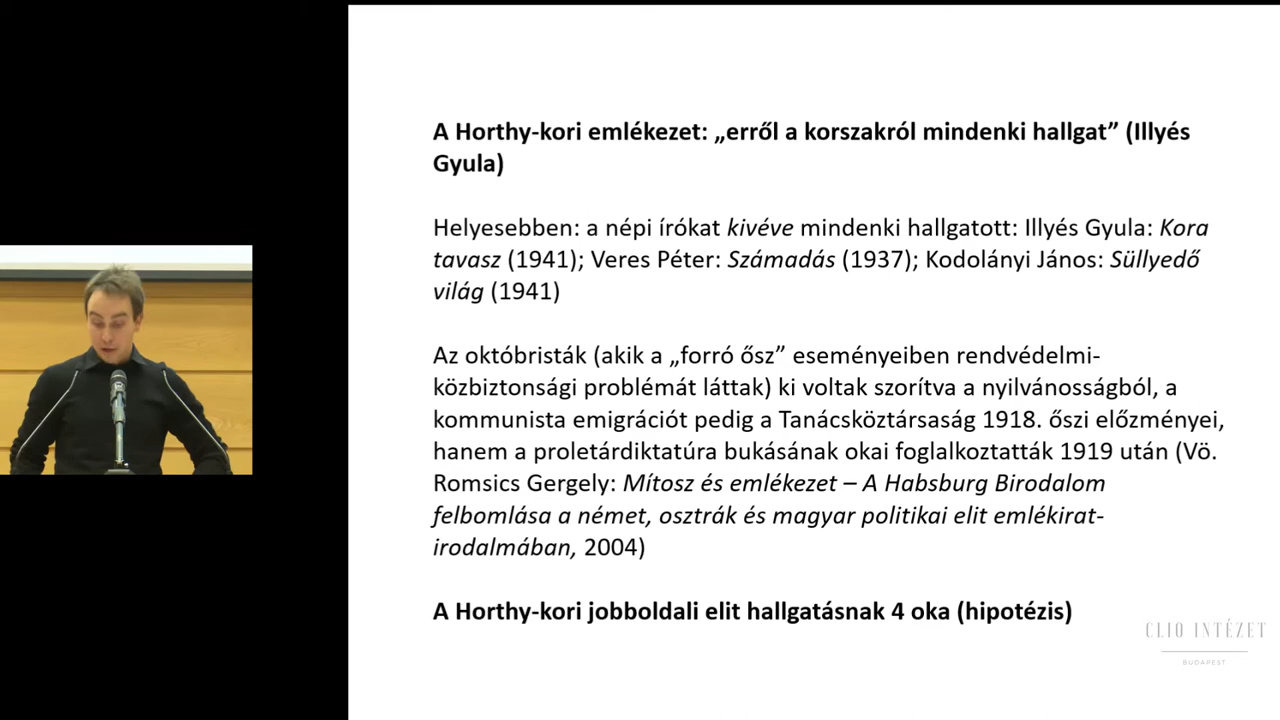 A Horthy-kori emlékezet: „erről a korszakról mindenki hallgat” (Illyés
Gyula)
Helyesebben: a népi írókat kivéve mindenki hallgatott: Illyés Gyula: Kora
tavasz (1941); Veres Péter: Számadás (1937); Kodolányi János: Süllyedő
világ (1941)
Az októbristák (akik a „forró ősz” eseményeiben rendvédelmi-
közbiztonsági problémát láttak) ki voltak szorítva a nyilvánosságból, a
kommunista emigrációt pedig a Tanácsköztársaság 1918. őszi előzményei,
hanem a proletárdiktatúra bukásának okai foglalkoztatták 1919 után (Vö.
Romsics Gergely: Mítosz és emlékezet – A Habsburg Birodalom
felbomlása a német, osztrák és magyar politikai elit emlékirat-
irodalmában, 2004)
A Horthy-kori jobboldali elit hallgatásnak 4 oka (hipotézis)
CLIO INTÉZET
BUDAPEST